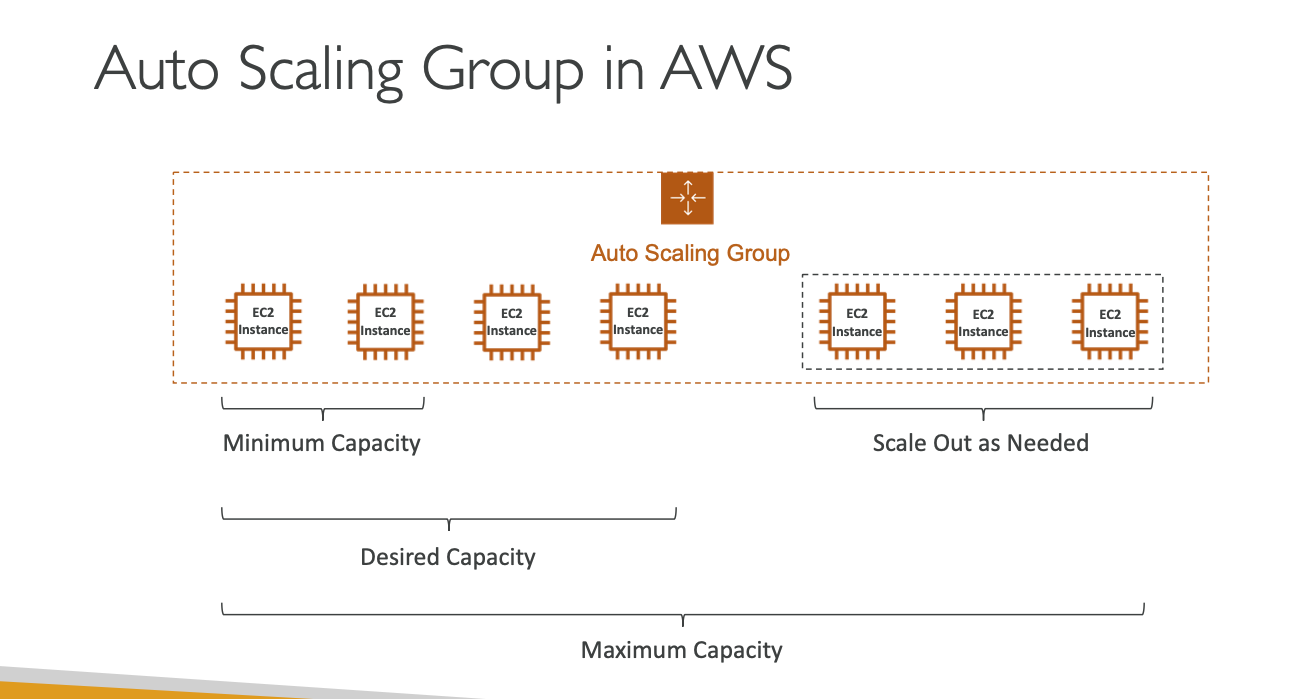 Auto Scaling Group in AWS
Auto Scaling Group
EC2
Instance
EC2
Instance
EC2
Instance
EC2
Instance
EC2
Instance
EC2
Instance
EC2
Instance
Minimum Capacity
Scale Out as Needed
Desired Capacity
Maximum Capacity